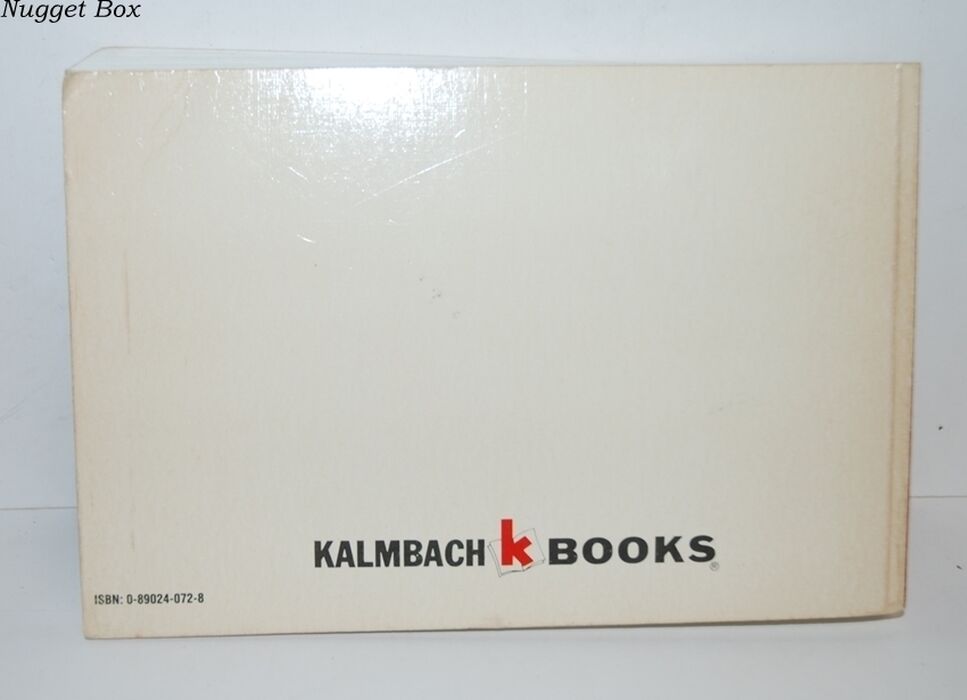 Nugget Box
KALMBACH k BOOKS®
ISBN: 0-89024-072-8